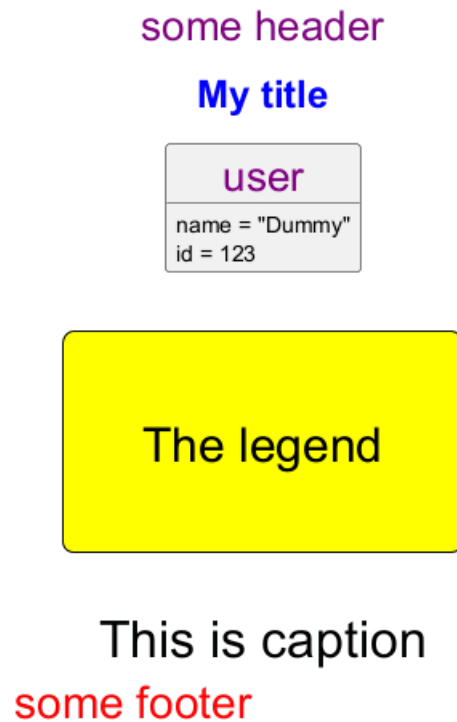 some header
My title
user
name = "Dummy"
id = 123
The legend
This is caption
some footer